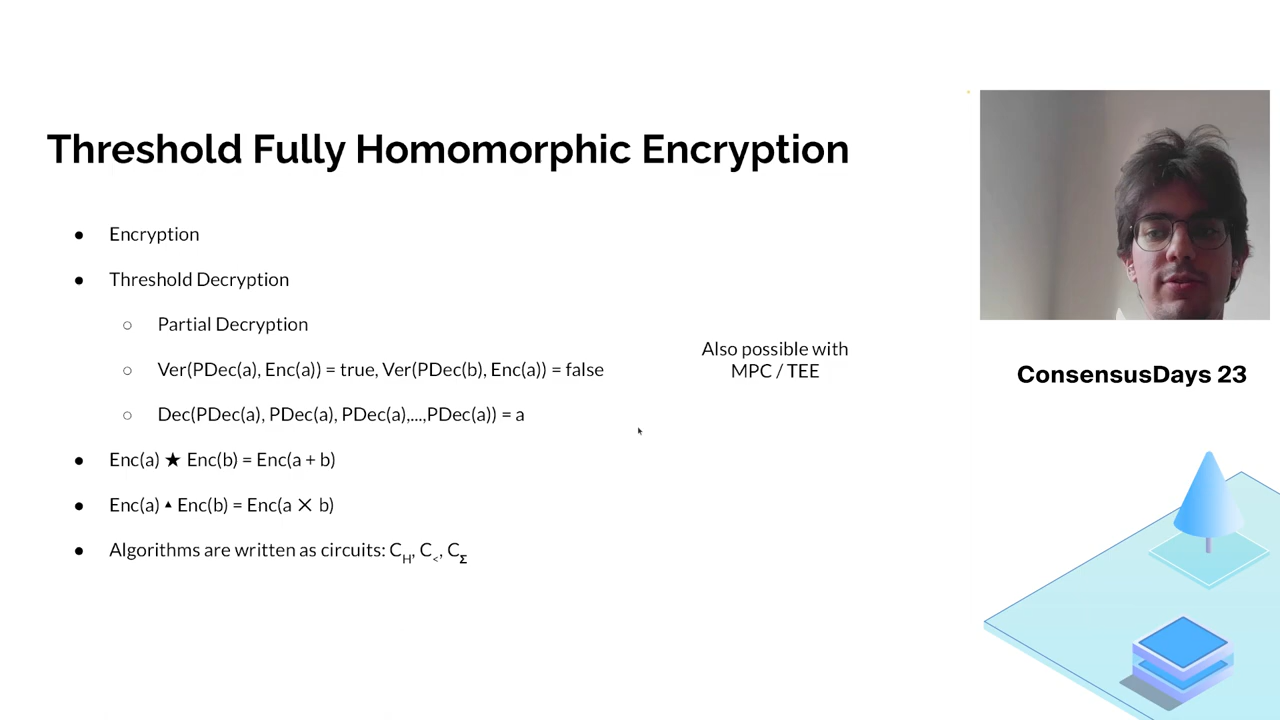 Threshold Fully Homomorphic Encryption
● Encryption
● Threshold Decryption
○ Partial Decryption
○ Ver(PDec(a), Enc(a)) = true, Ver(PDec(b), Enc(a)) = false
○ Dec(PDec(a), PDec(a), PDec(a),...,PDec(a)) = a
● Enc(a) ★ Enc(b) = Enc(a + b)
● Enc(a) ▲ Enc(b) = Enc(a ✕ b)
● Algorithms are written as circuits: C_H, C_<, C_Σ
Also possible with
MPC / TEE
ConsensusDays 23